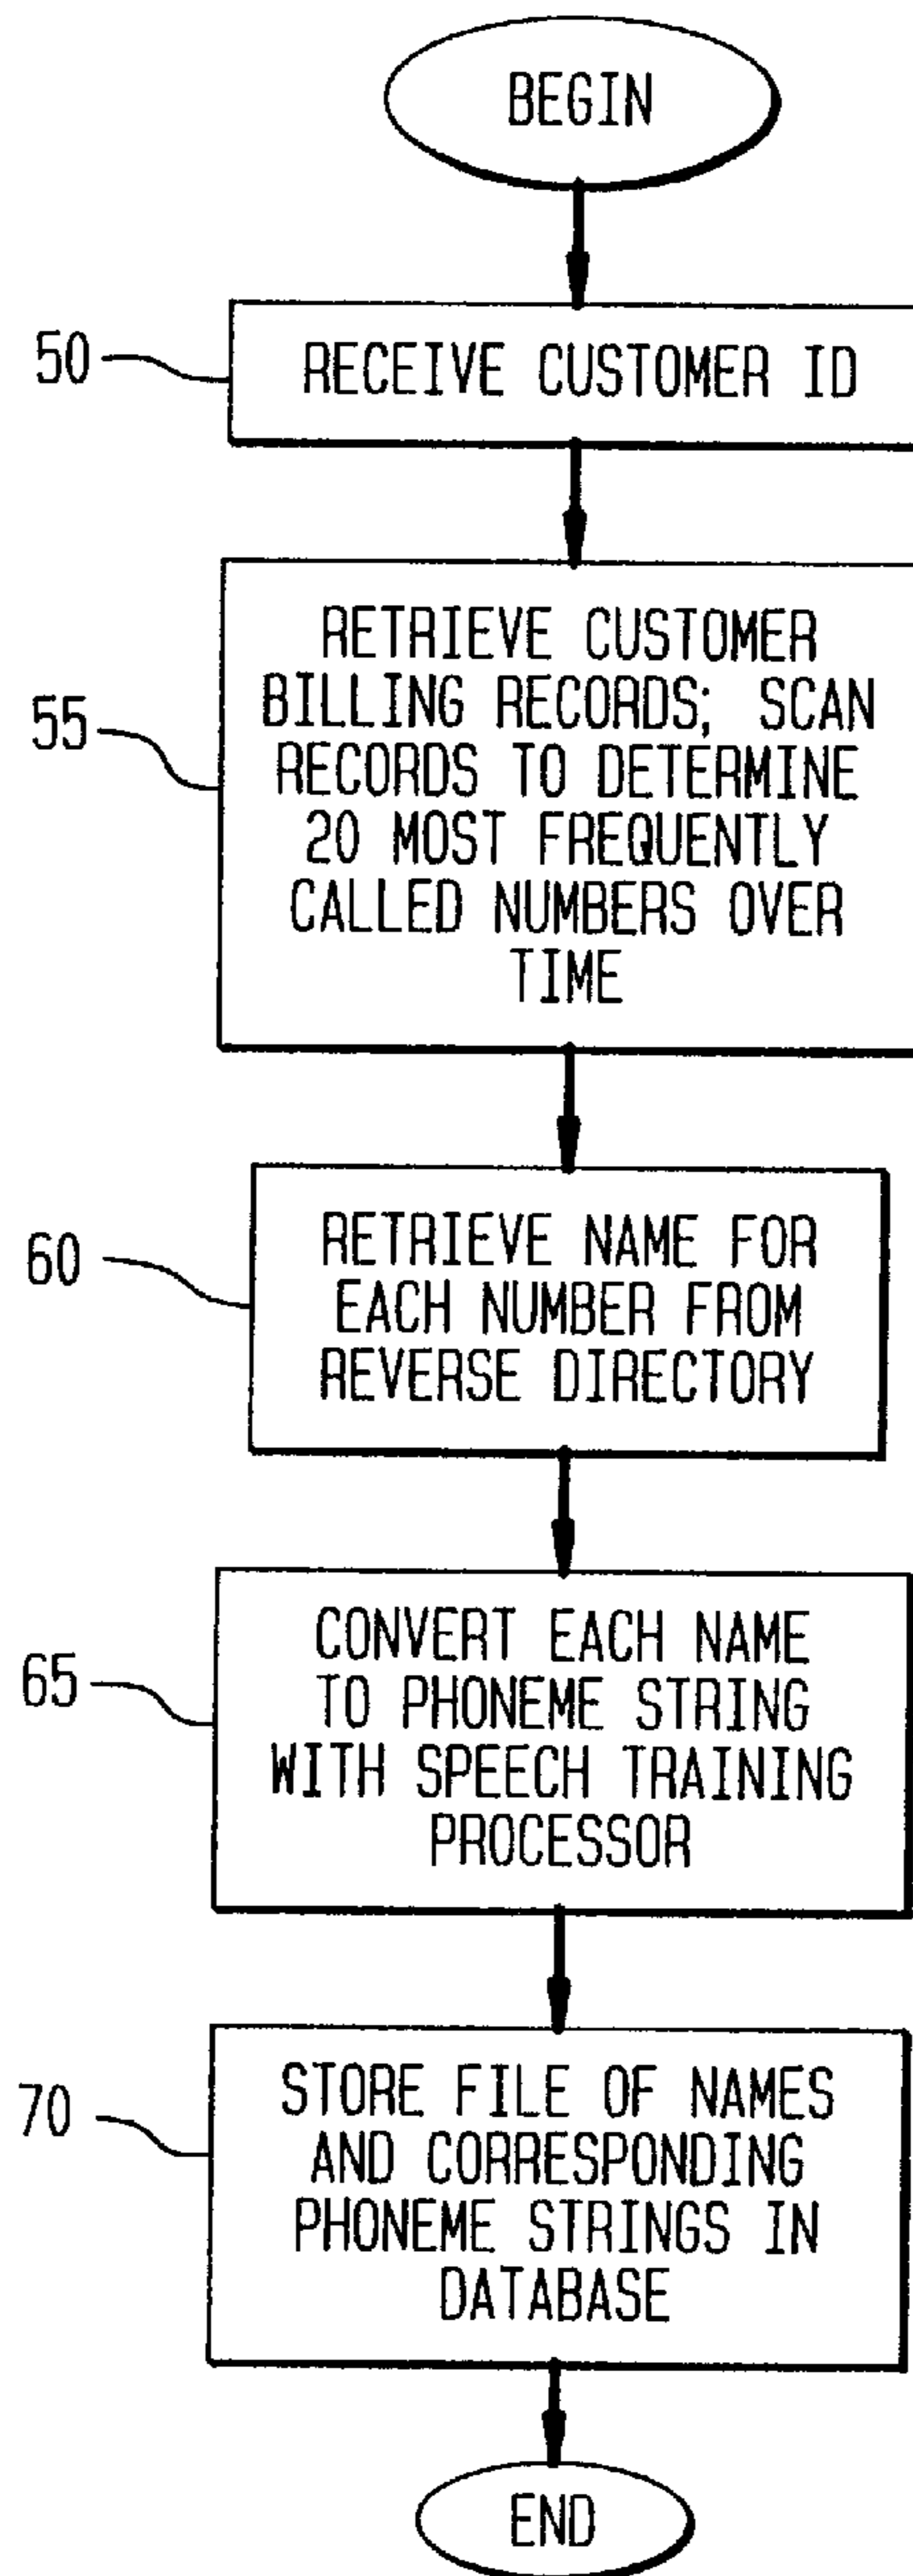 BEGIN
50
RECEIVE CUSTOMER ID
55
RETRIEVE CUSTOMER
BILLING RECORDS; SCAN
RECORDS TO DETERMINE
20 MOST FREQUENTLY
CALLED NUMBERS OVER
TIME
60
RETRIEVE NAME FOR
EACH NUMBER FROM
REVERSE DIRECTORY
65
CONVERT EACH NAME
TO PHONEME STRING
WITH SPEECH TRAINING
PROCESSOR
70
STORE FILE OF NAMES
AND CORRESPONDING
PHONEME STRINGS IN
DATABASE
END